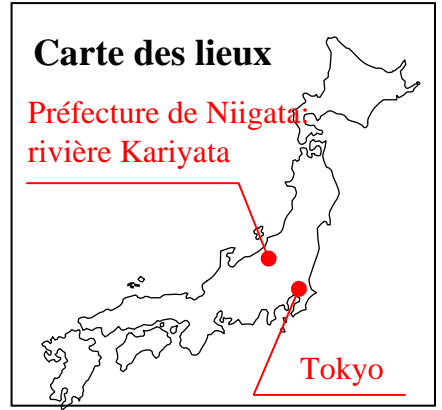 Carte des lieux
Préfecture de Niigata:
rivière Kariyata
Tokyo